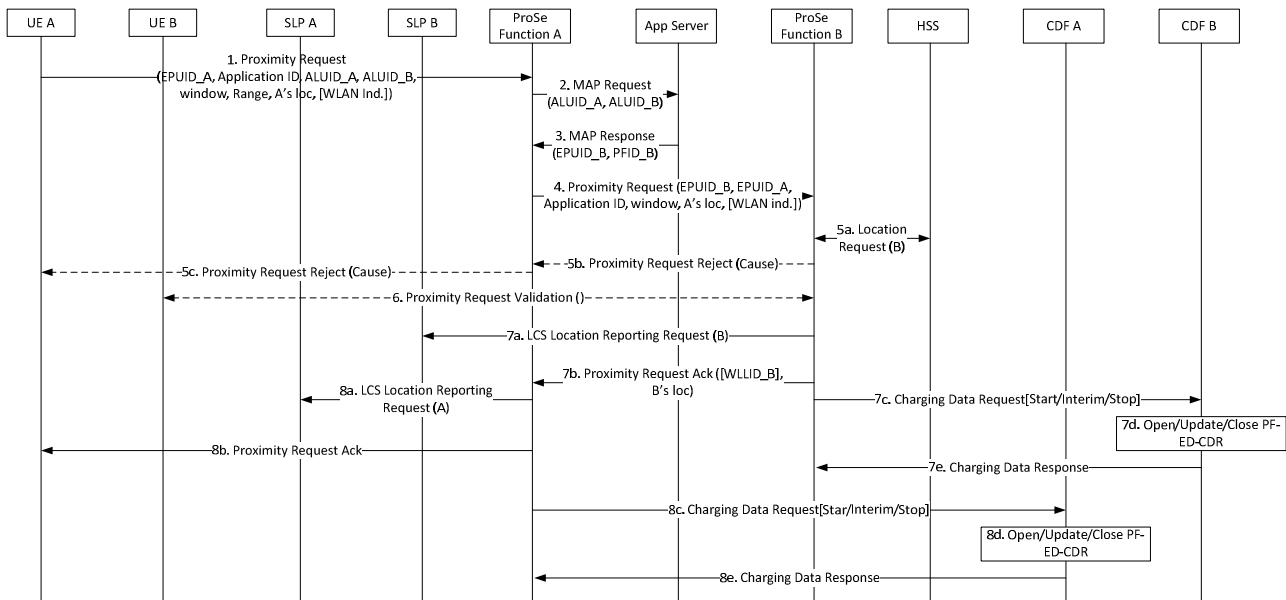 UE A
UE B
SLP A
SLP B
ProSe
Function A
App Server
ProSe
Function B
HSS
CDF A
CDF B
1. Proximity Request
(EPUID_A, Application ID, ALUID_A, ALUID_B,
window, Range, A's loc, [WLAN Ind.])
2. MAP Request
(ALUID_A, ALUID_B)
3. MAP Response
(EPUID_B, PFID_B)
4. Proximity Request (EPUID_B, EPUID_A,
Application ID, window, A's loc, [WLAN ind.])
5a. Location
Request (B)
5b. Proximity Request Reject (Cause)
5c. Proximity Request Reject (Cause)
6. Proximity Request Validation ()
7a. LCS Location Reporting Request (B)
7b. Proximity Request Ack ([WLLID_B],
B's loc)
8a. LCS Location Reporting
Request (A)
7c. Charging Data Request[Start/Interim/Stop]
7d. Open/Update/Close PF-
ED-CDR
8b. Proximity Request Ack
7e. Charging Data Response
8c. Charging Data Request[Star/Interim/Stop]
8d. Open/Update/Close PF-
ED-CDR
8e. Charging Data Response